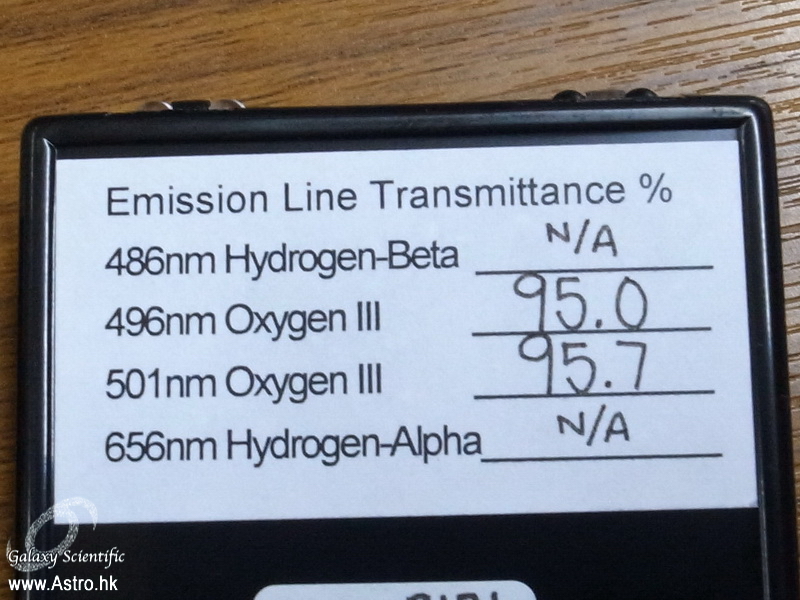 Emission Line Transmittance %
486nm Hydrogen-Beta N/A
496nm Oxygen III 95.0
501nm Oxygen III 95.7
656nm Hydrogen-Alpha N/A
Galaxy Scientific
www.Astro.hk